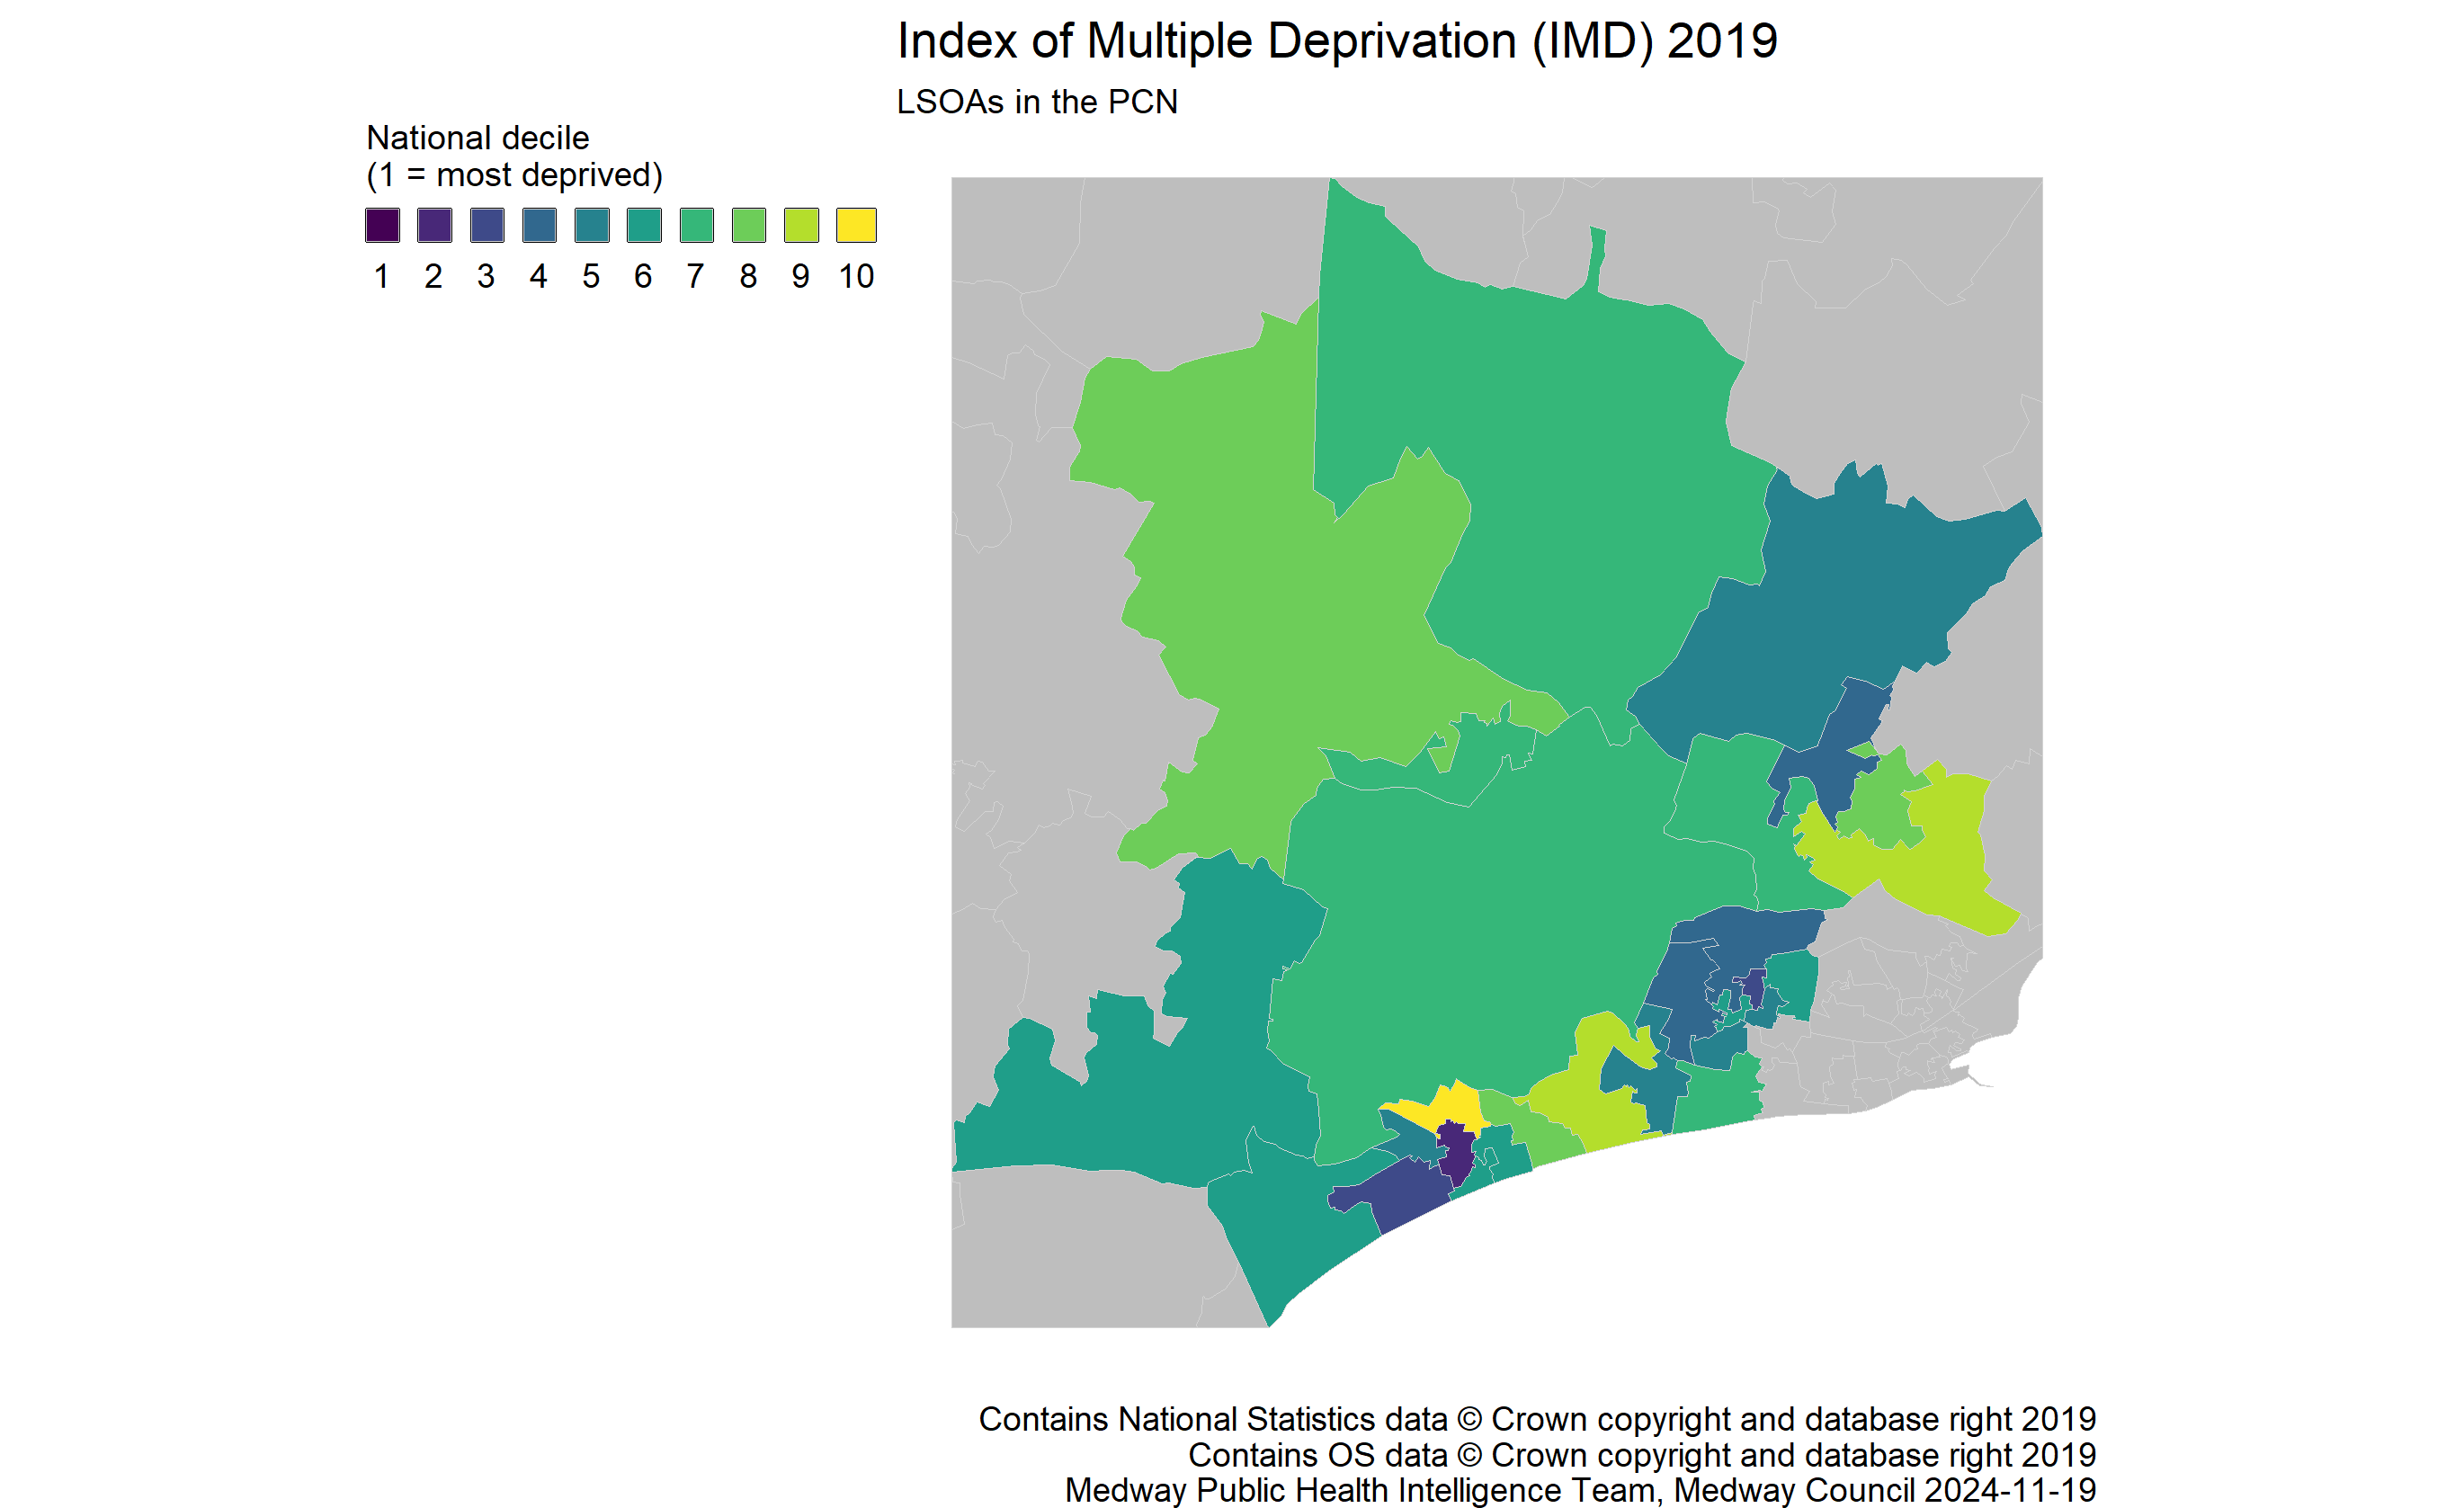 Index of Multiple Deprivation (IMD) 2019
LSOAs in the PCN
National decile
(1 = most deprived)
1 2 3 4 5 6 7 8 9 10
Contains National Statistics data © Crown copyright and database right 2019
Contains OS data © Crown copyright and database right 2019
Medway Public Health Intelligence Team, Medway Council 2024-11-19